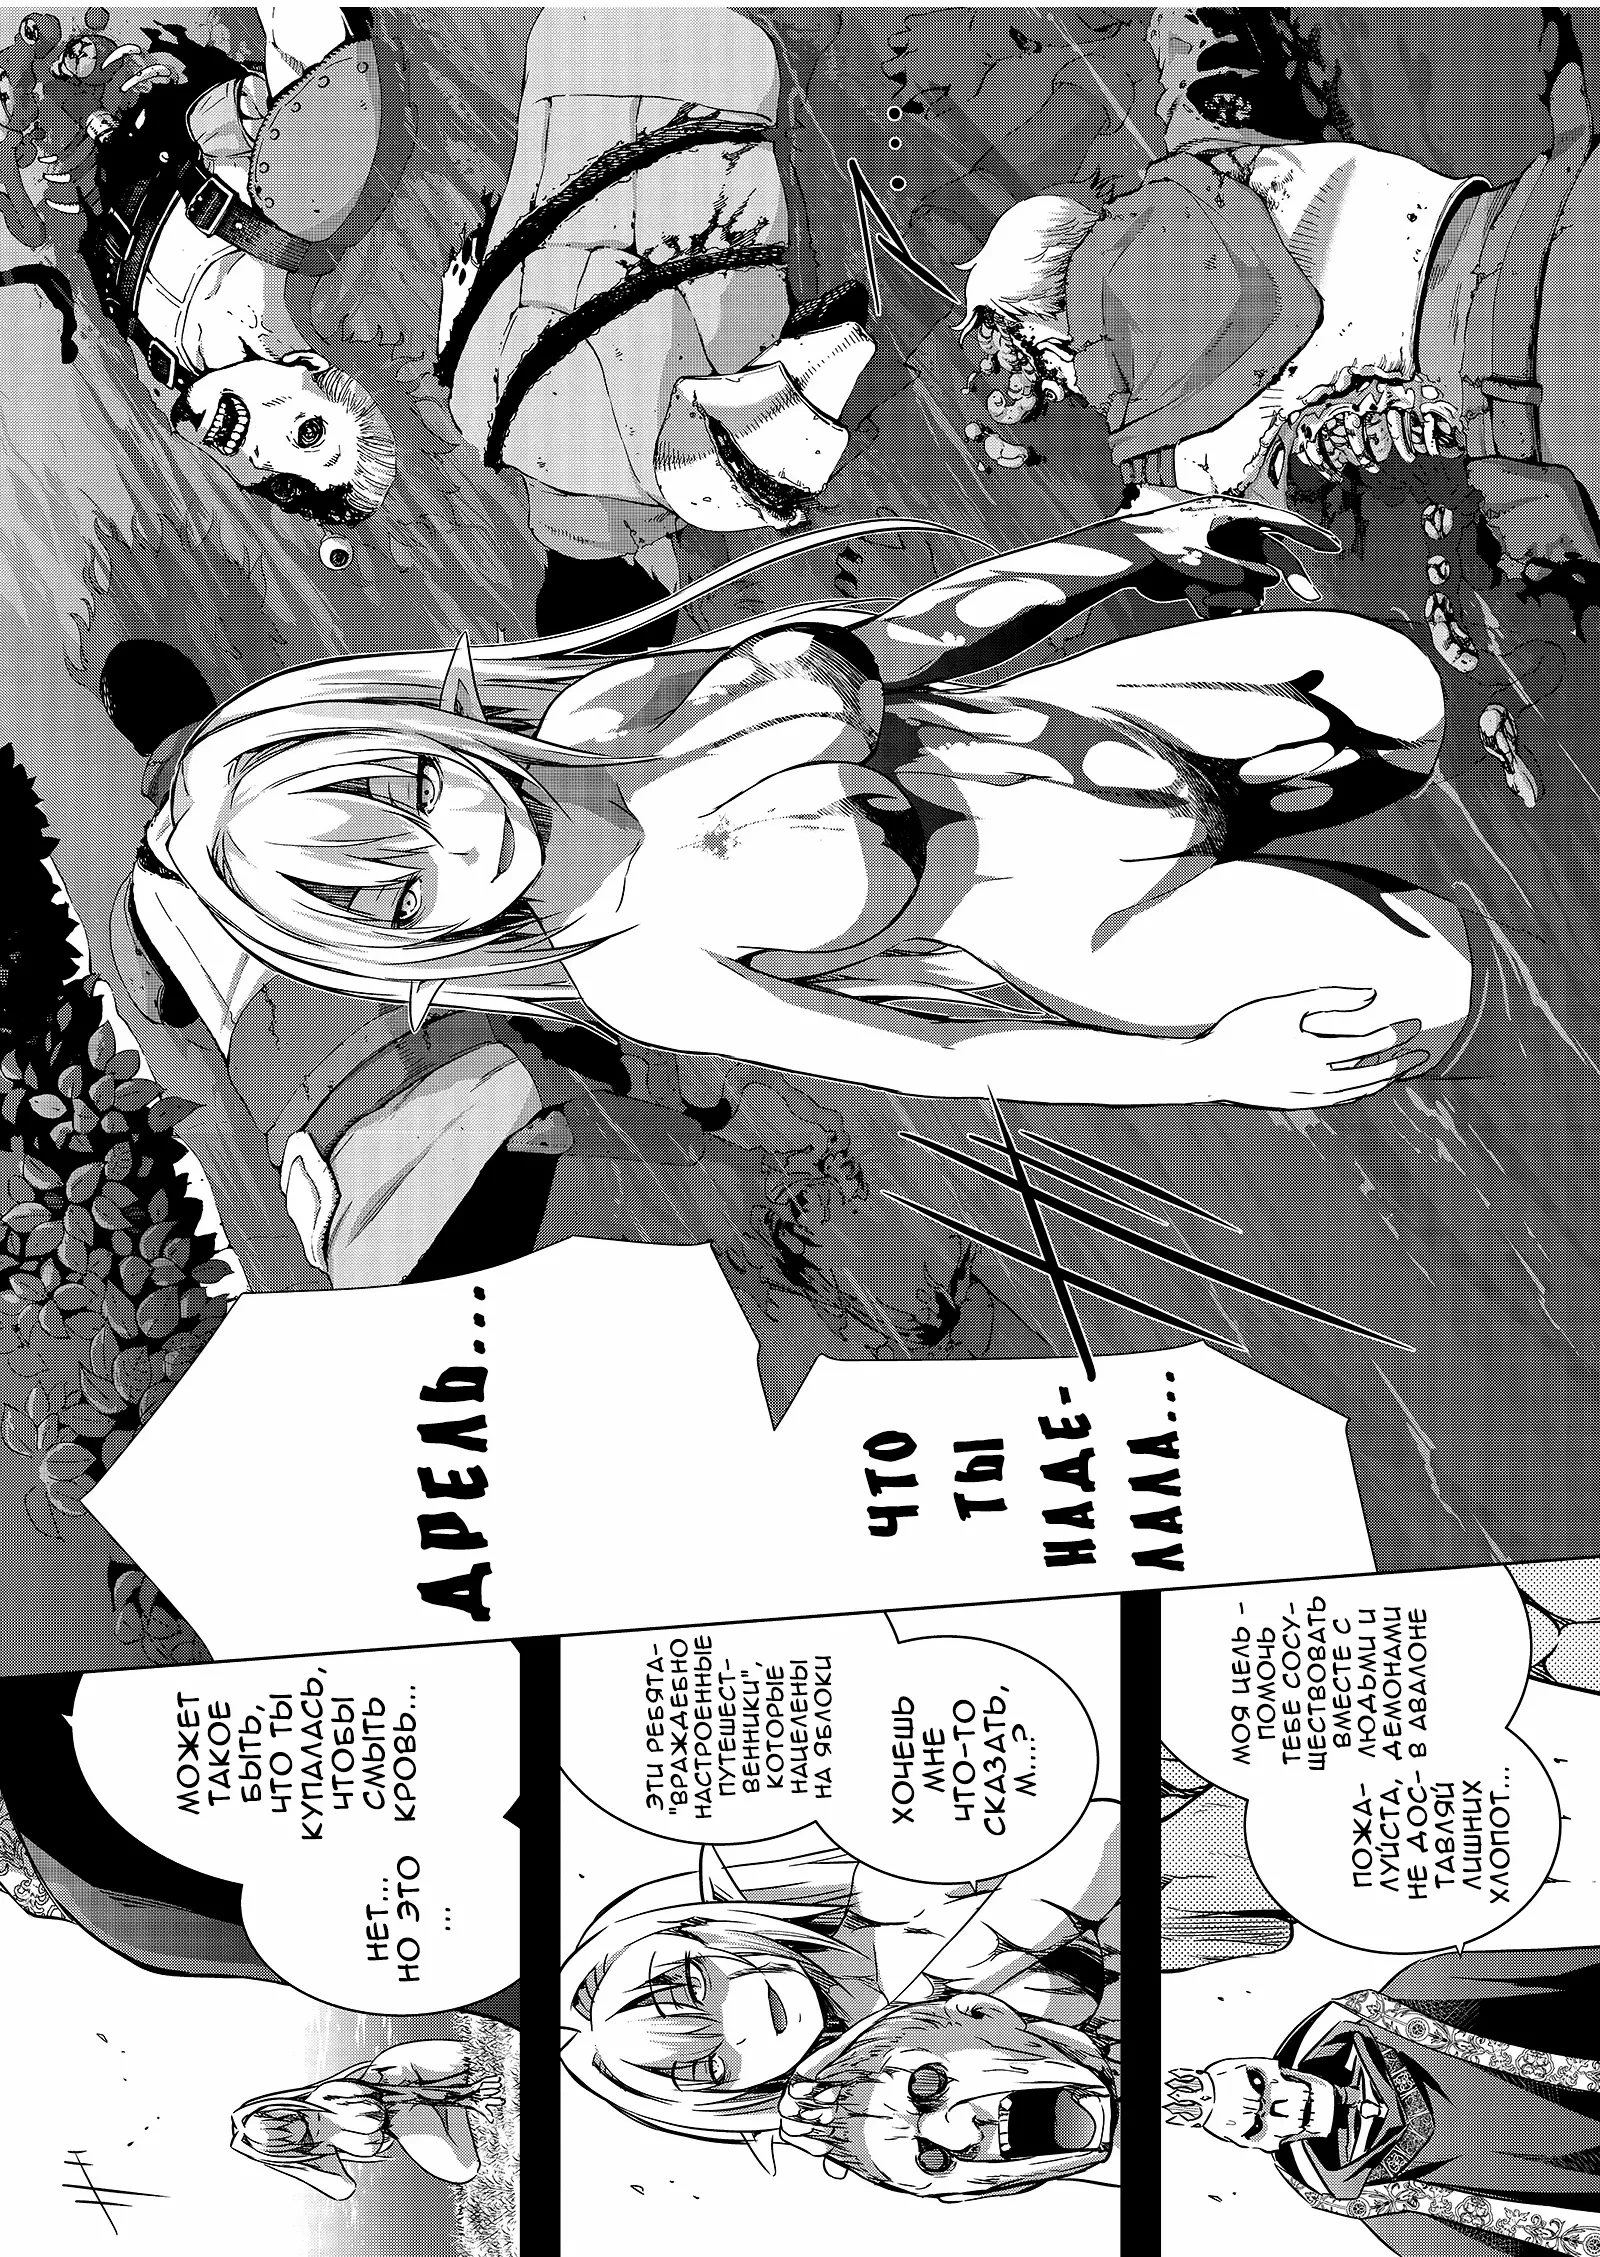 ...
ДРЕЛЬ...
ЧТО
ТЫ
НАДЕ-
ЛАЛА...
МОЖЕТ
ТАКОЕ
БЫТЬ,
ЧТО ТЫ
КУПАЛАСЬ,
ЧТОБЫ
СМЫТЬ
КРОВЬ...
НЕТ...
НО ЭТО
...
ЭТИ РЕБЯТА-
"ВРАЖДЕБНО
НАСТРОЕННЫЕ
ПУТЕШЕСТ-
ВЕННИКИ",
КОТОРЫЕ
НАЦЕЛЕНЫ
НА ЯБЛОКИ
ХОЧЕШЬ
МНЕ
ЧТО-ТО
СКАЗАТЬ,
М...?
МОЯ ЦЕЛЬ -
ПОМОЧЬ
ТЕБЕ СОСУ-
ЩЕСТВОВАТЬ
ВМЕСТЕ С
ЛЮДЬМИ И
ДЕМОНАМИ
В АВАЛОНЕ
ПОЖА-
ЛУЙСТА,
НЕ ДОС-
ТАВЛЯЙ
ЛИШНИХ
ХЛОПОТ...